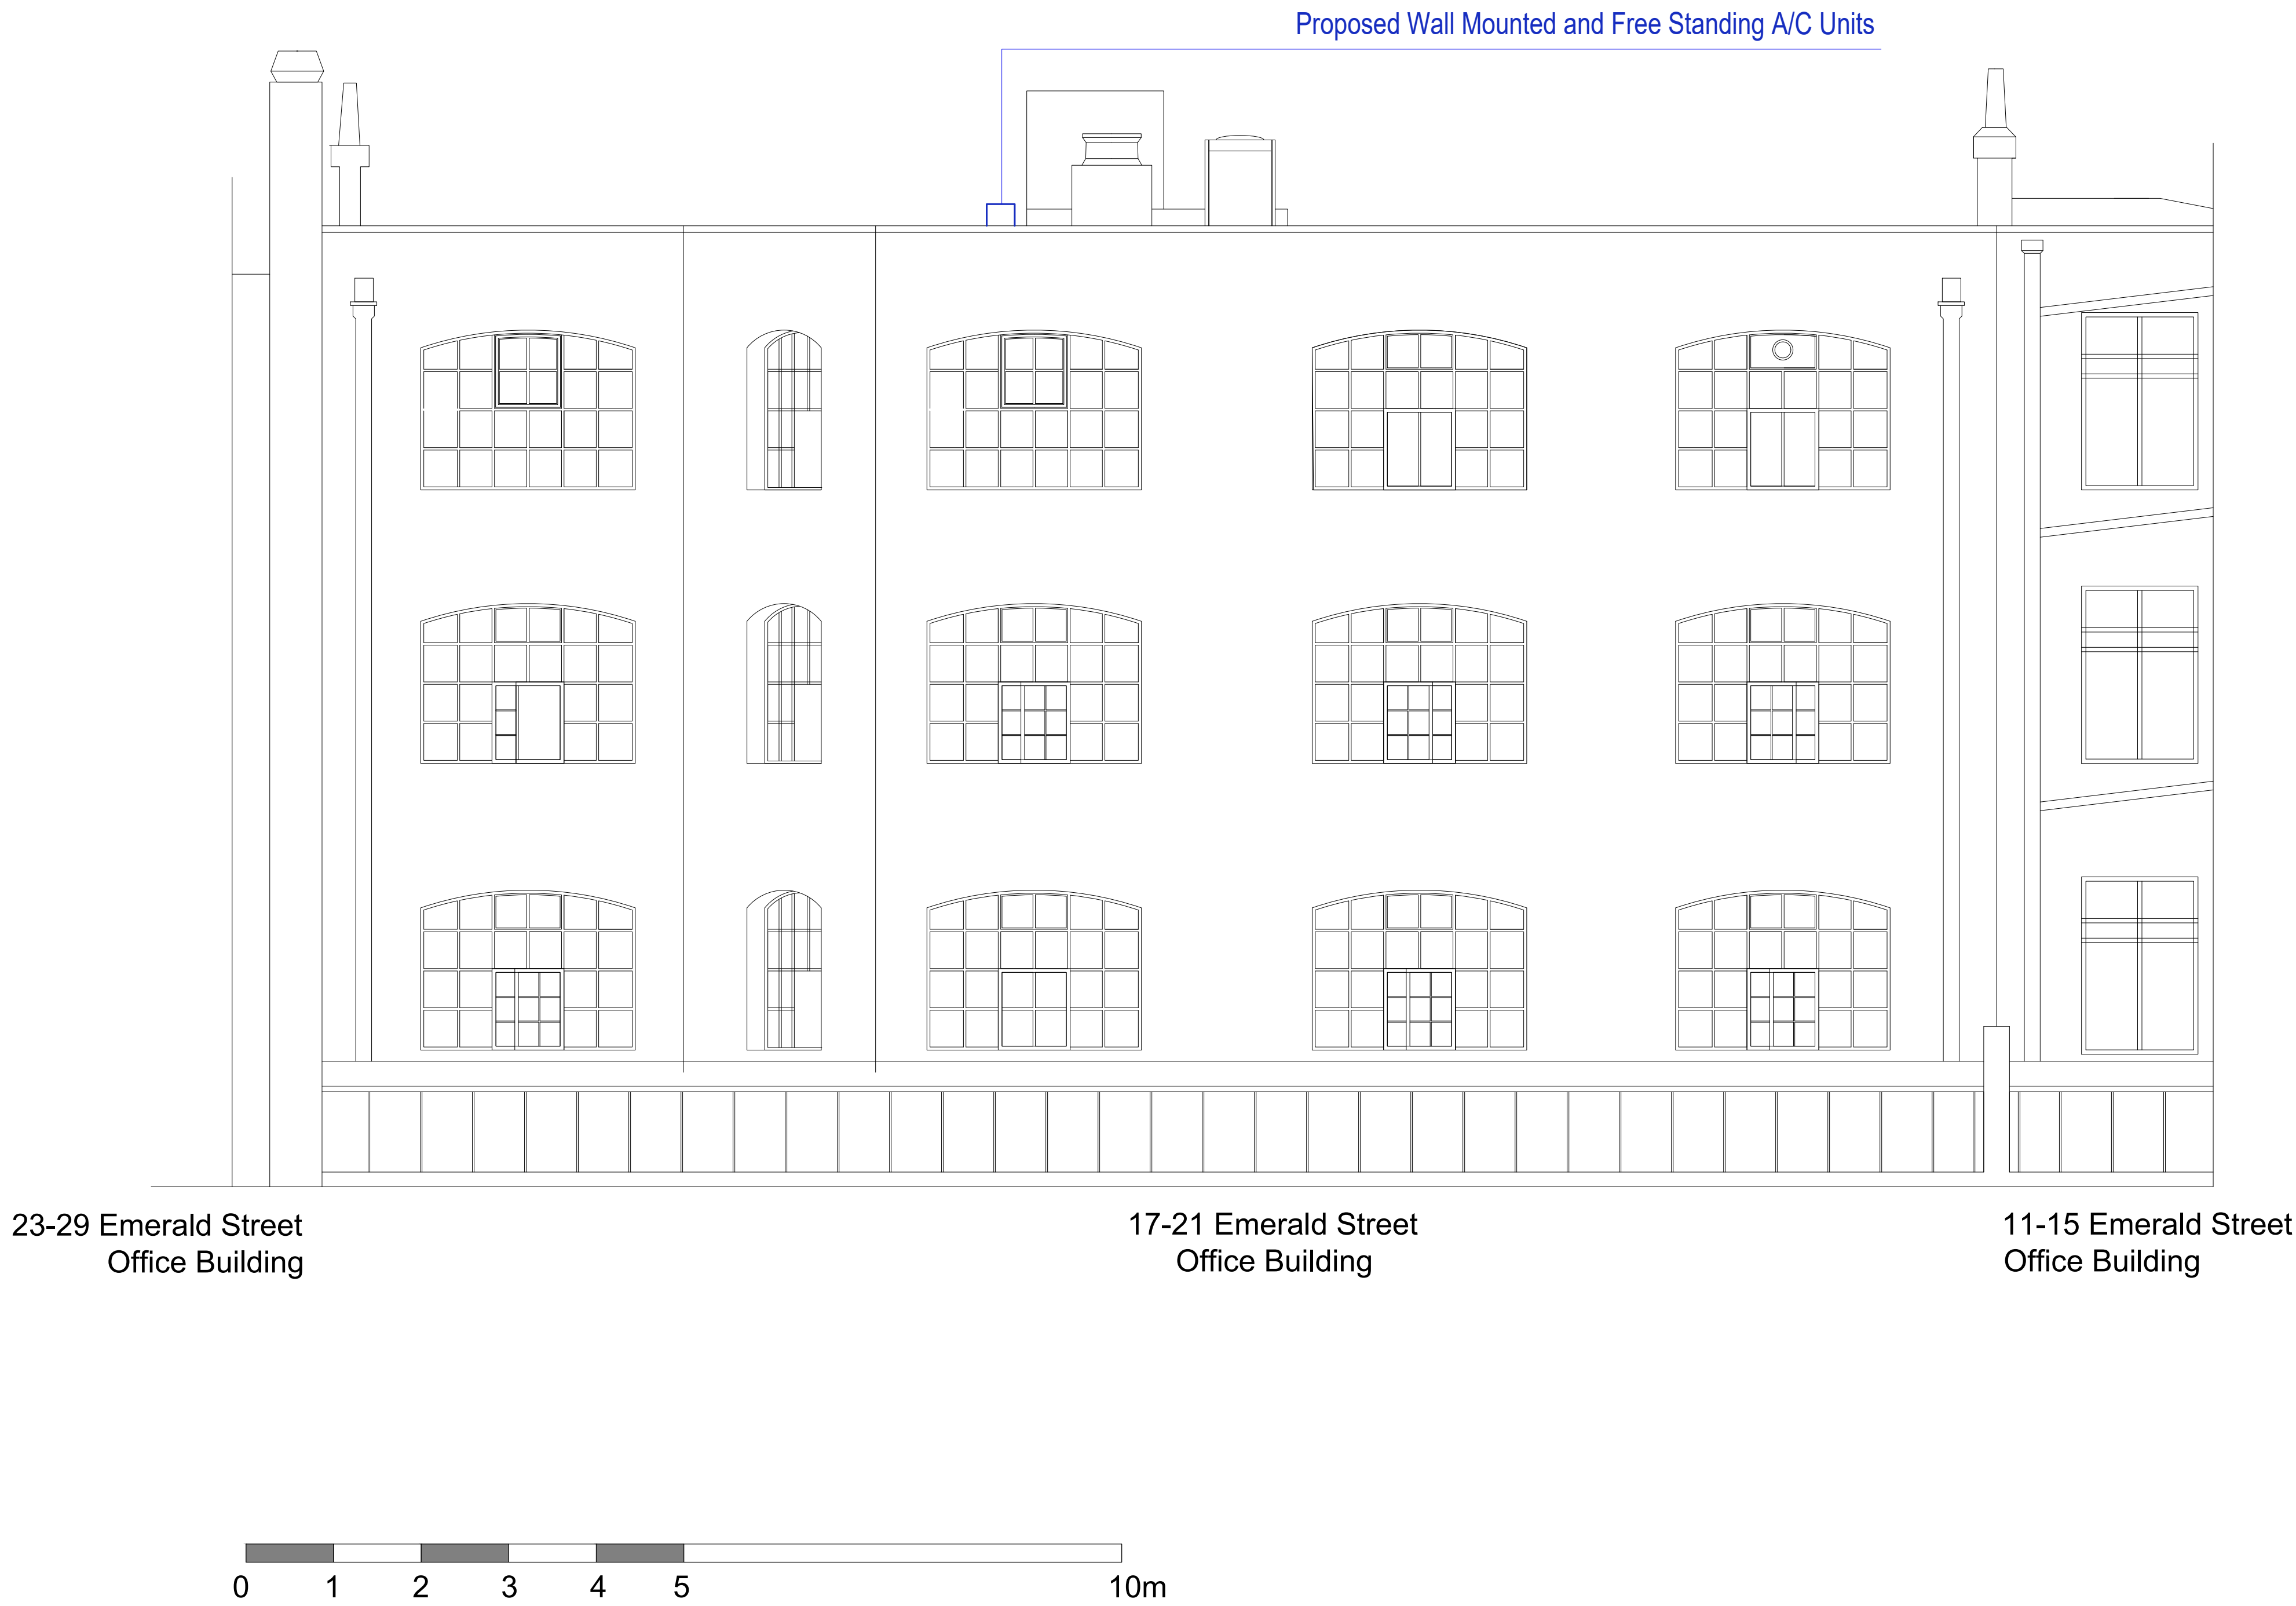 Proposed Wall Mounted and Free Standing A/C Units
23-29 Emerald Street
Office Building
17-21 Emerald Street
Office Building
11-15 Emerald Street
Office Building
0 1 2 3 4 5 10m